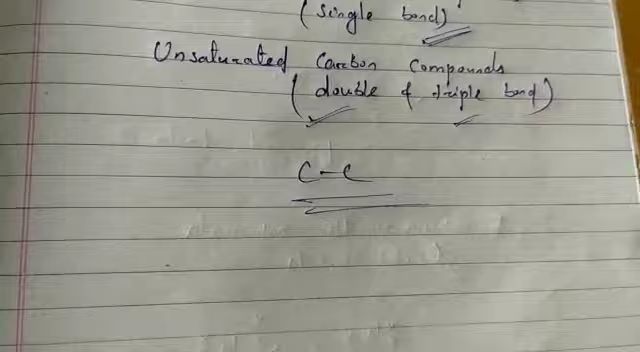 (single bond)
Unsaturated Carbon Compounds
(double & triple bond)
C-C